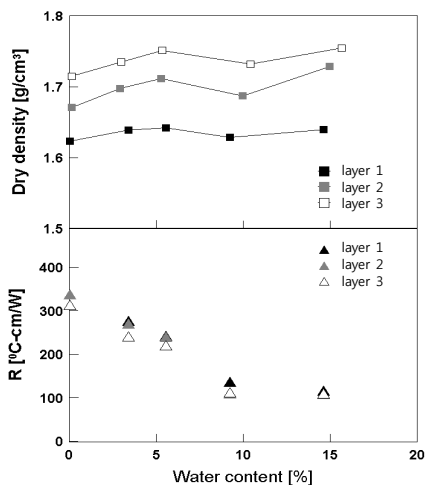 1.8
1.7
1.6
1.5
Dry density [g/cm³]
layer 1
layer 2
layer 3
layer 1
layer 2
layer 3
400
300
200
100
0
R [⁰C-cm/W]
0
5
10
15
20
Water content [%]